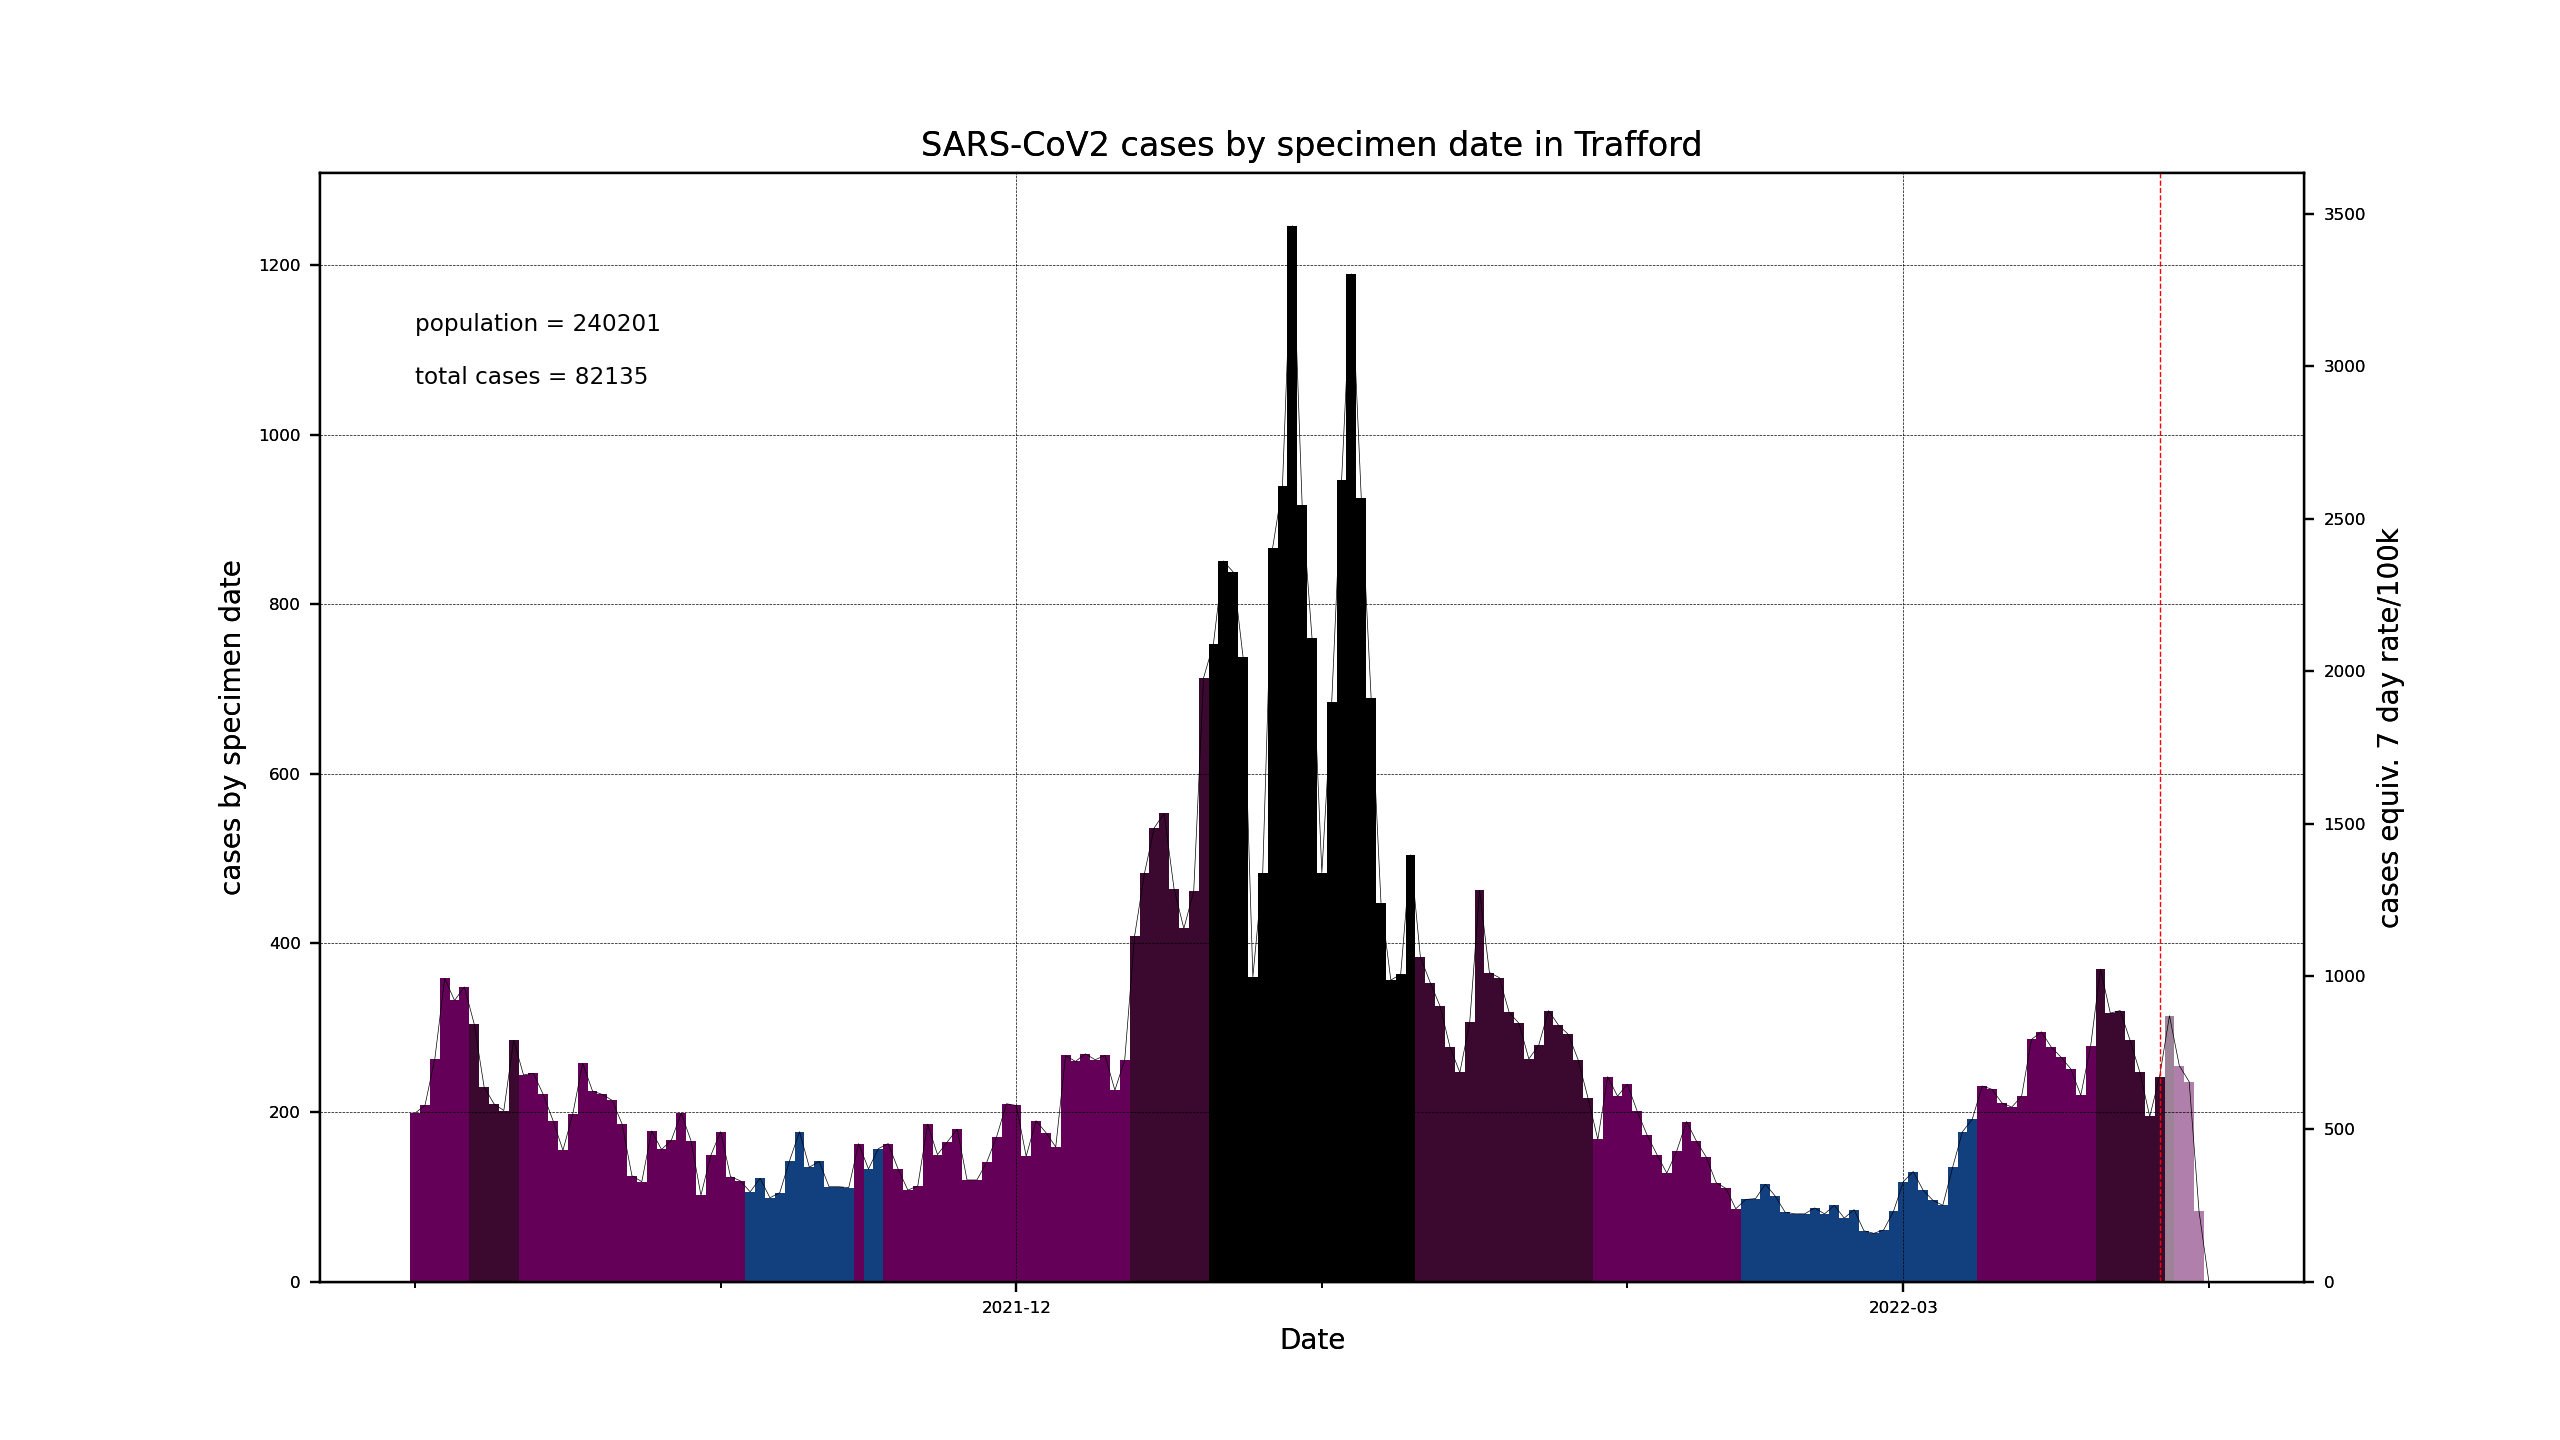 SARS-CoV2 cases by specimen date in Trafford
population = 240201
total cases = 82135
cases by specimen date
1200
1000
800
600
400
200
0
3500
3000
2500
2000
1500
1000
500
0
cases equiv. 7 day rate/100k
2021-12
2022-03
Date